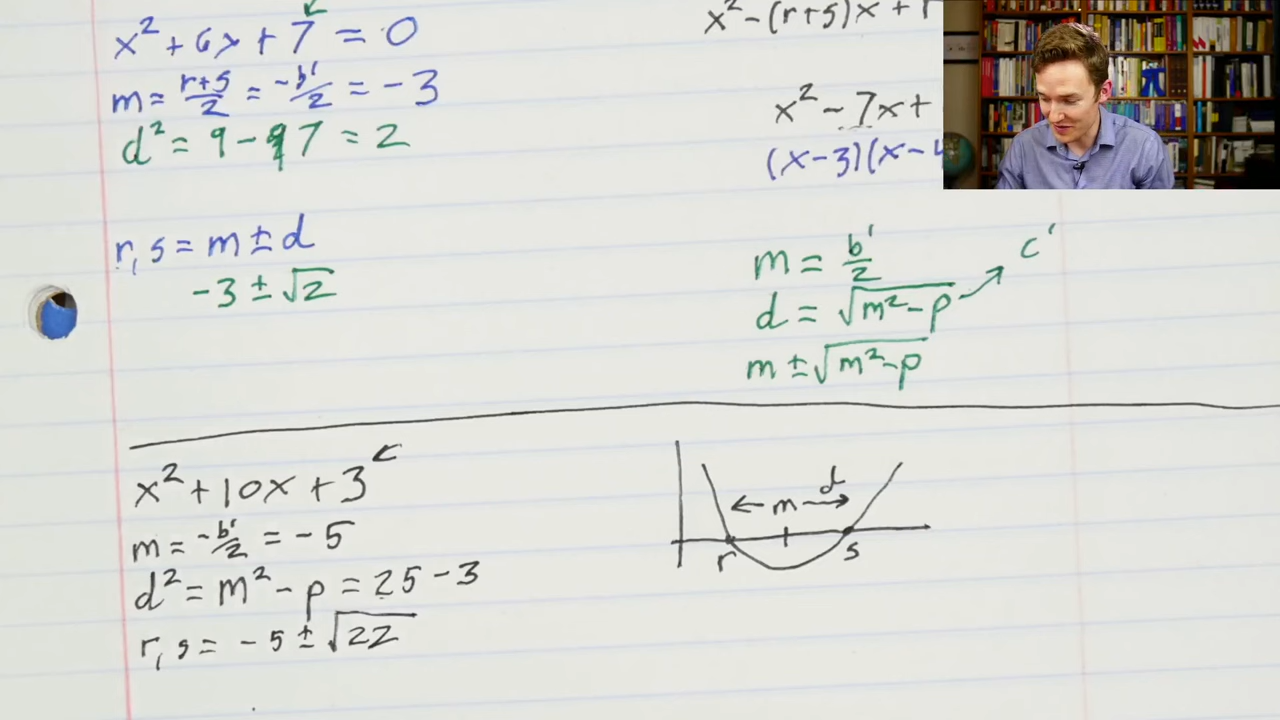 x² + 6x + 7 = 0
m = r+s/2 = -b'/2 = -3
d² = 9 - 7 = 2
r, s = m ± d
-3 ± √2
x² - (r+s)x + r
x² - 7x +
(x-3)(x-4
m = b'/2
c'
d = √m² - p
m ± √m² - p
x² + 10x + 3
m = -b'/2 = -5
d² = m² - p = 25 - 3
r, s = -5 ± √22
d
m
r
s